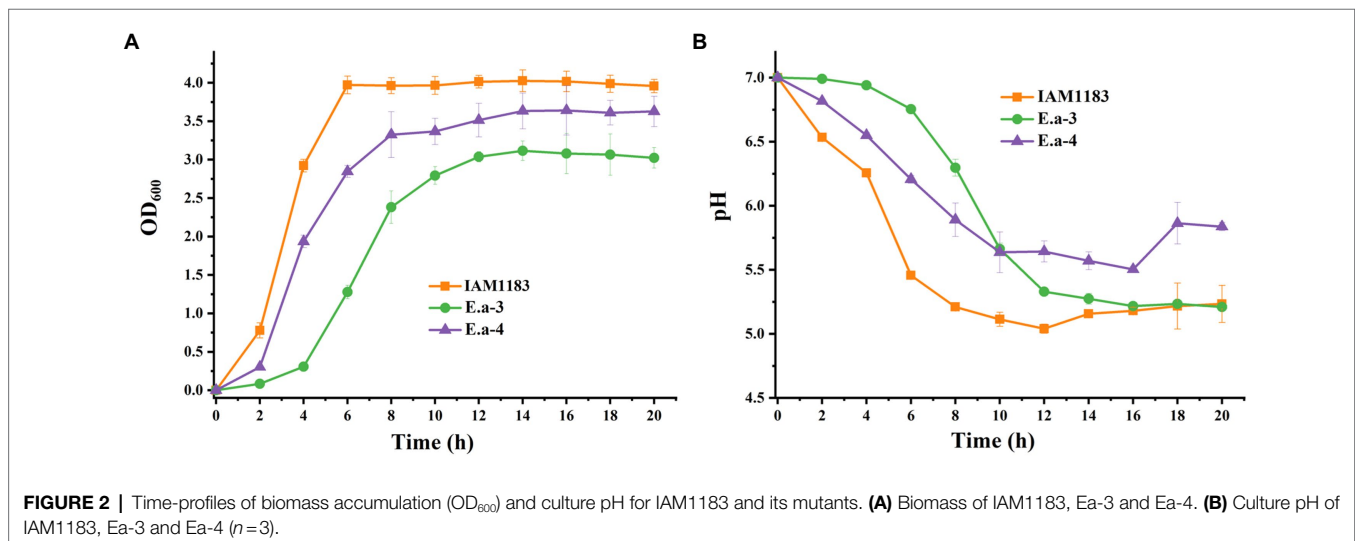 A
OD600
4.0
3.5
3.0
2.5
2.0
1.5
1.0
0.5
0.0
IAM1183
E.a-3
E.a-4
0 2 4 6 8 10 12 14 16 18 20
Time (h)
B
pH
7.0
6.5
6.0
5.5
5.0
4.5
IAM1183
E.a-3
E.a-4
0 2 4 6 8 10 12 14 16 18 20
Time (h)
FIGURE 2 | Time-profiles of biomass accumulation (OD600) and culture pH for IAM1183 and its mutants. (A) Biomass of IAM1183, Ea-3 and Ea-4. (B) Culture pH of
IAM1183, Ea-3 and Ea-4 (n=3).